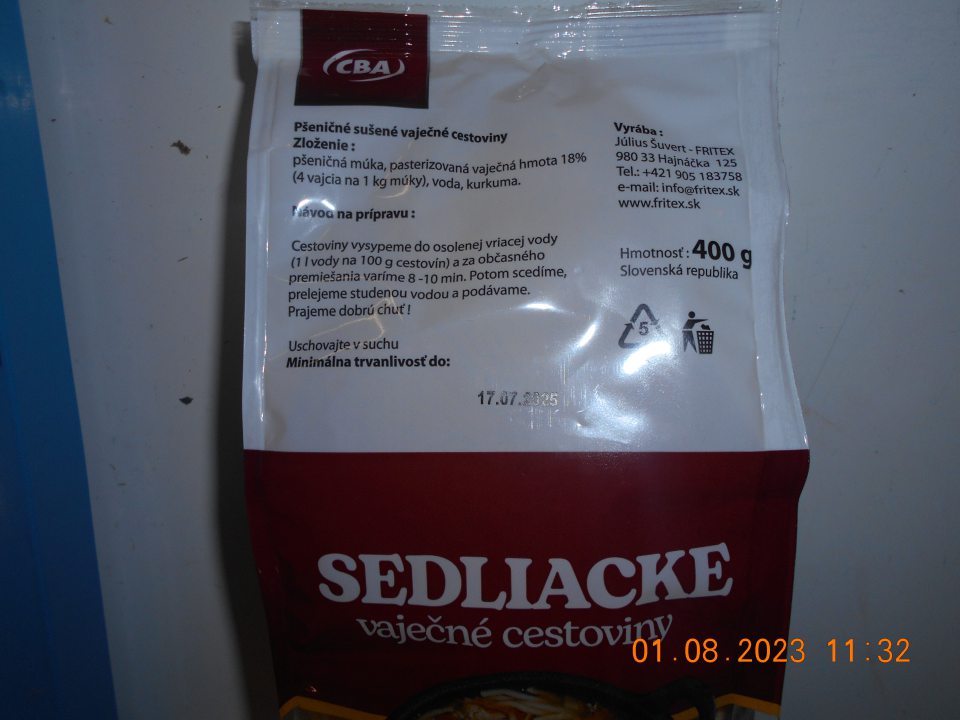 CBA
Pšeničné sušené vaječné cestoviny
Zloženie :
pšeničná múka, pasterizovaná vaječná hmota 18%
(4 vajcia na 1 kg múky), voda, kurkuma.
Návod na prípravu :
Cestoviny vysypeme do osolenej vriacej vody
(1 l vody na 100 g cestovín) a za občasného
premiešania varíme 8 -10 min. Potom scedíme,
prelejeme studenou vodou a podávame.
Prajeme dobrú chuť !
Uschovajte v suchu
Minimálna trvanlivosť do:
17.07.2025
Vyrába :
Július Šuvert - FRITEX
980 33 Hajnáčka 125
Tel.: +421 905 183758
e-mail: info@fritex.sk
www.fritex.sk
Hmotnosť : 400 g
Slovenská republika
5
SEDLIACKE
vaječné cestoviny
01.08.2023 11:32